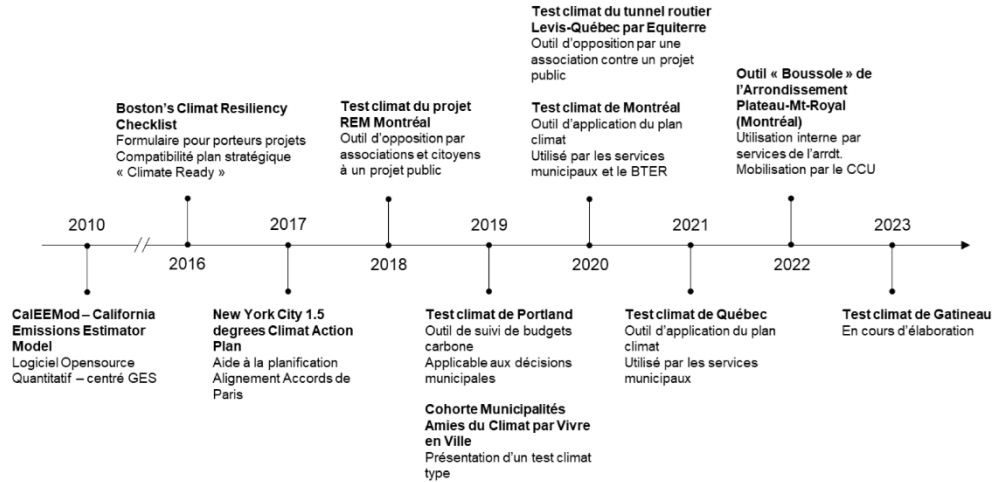 Test climat du tunnel routier
Levis-Québec par Equiterre
Outil d'opposition par une
association contre un projet
public
Boston's Climat Resiliency
Checklist
Formulaire pour porteurs projets
Compatibilité plan stratégique
« Climate Ready »
Test climat du projet
REM Montréal
Outil d'opposition par
associations et citoyens
à un projet public
Test climat de Montréal
Outil d'application du plan
climat
Utilisé par les services
municipaux et le BTER
Outil « Boussole » de
l'Arrondissement
Plateau-Mt-Royal
(Montréal)
Utilisation interne par
services de l'arrdt.
Mobilisation par le CCU
2010
2016
2017
2018
2019
2020
2021
2022
2023
CalEEMod – California
Emissions Estimator
Model
Logiciel Opensource
Quantitatif – centré GES
New York City 1.5
degrees Climat Action
Plan
Aide à la planification
Alignement Accords de
Paris
Test climat de Portland
Outil de suivi de budgets
carbone
Applicable aux décisions
municipales
Cohorte Municipalités
Amies du Climat par Vivre
en Ville
Présentation d'un test climat
type
Test climat de Québec
Outil d'application du plan
climat
Utilisé par les services
municipaux
Test climat de Gatineau
En cours d'élaboration